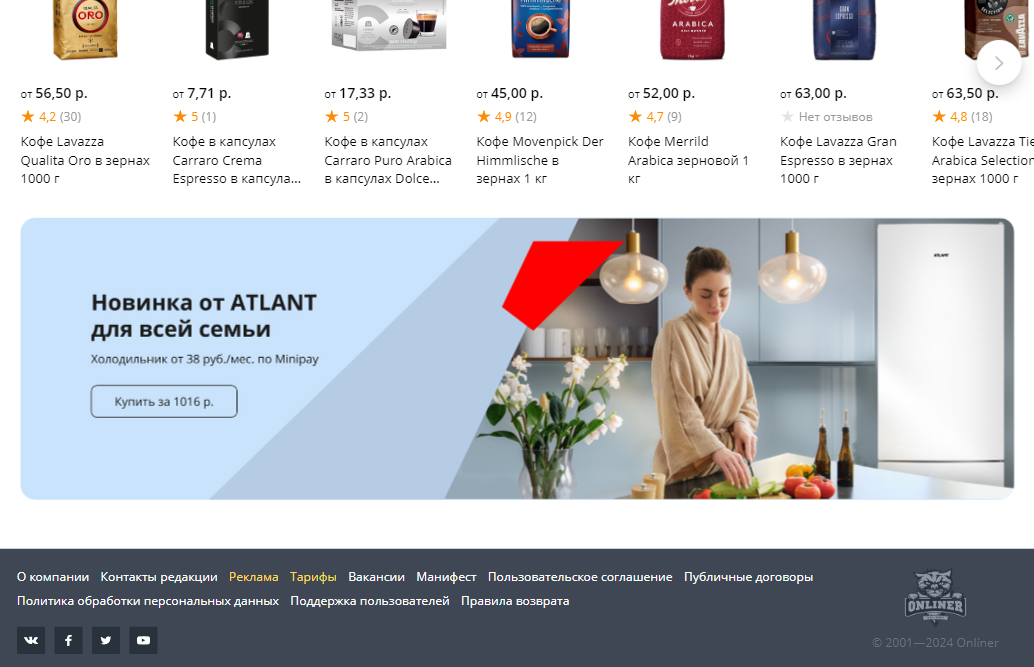 QUALITÀ
ORO
ARABICA
GRAN
ESPRESSO
от 56,50 р.
4,2 (30)
Кофе Lavazza
Qualita Oro в зернах
1000 г
от 7,71 р.
5 (1)
Кофе в капсулах
Carraro Crema
Espresso в капсула...
от 17,33 р.
5 (2)
Кофе в капсулах
Carraro Puro Arabica
в капсулах Dolce...
от 45,00 р.
4,9 (12)
Кофе Movenpick Der
Himmlische в
зернах 1 кг
от 52,00 р.
4,7 (9)
Кофе Merrild
Arabica зерновой 1
кг
от 63,00 р.
Нет отзывов
Кофе Lavazza Gran
Espresso в зернах
1000 г
от 63,50 р.
4,8 (18)
Кофе Lavazza Tie
Arabica Selection
зернах 1000 г
Новинка от ATLANT
для всей семьи
Холодильник от 38 руб./мес. по Minipay
Купить за 1016 р.
ATLANT
О компании Контакты редакции Реклама Тарифы Вакансии Манифест Пользовательское соглашение Публичные договоры
Политика обработки персональных данных Поддержка пользователей Правила возврата
ONLINER
© 2001—2024 Onliner